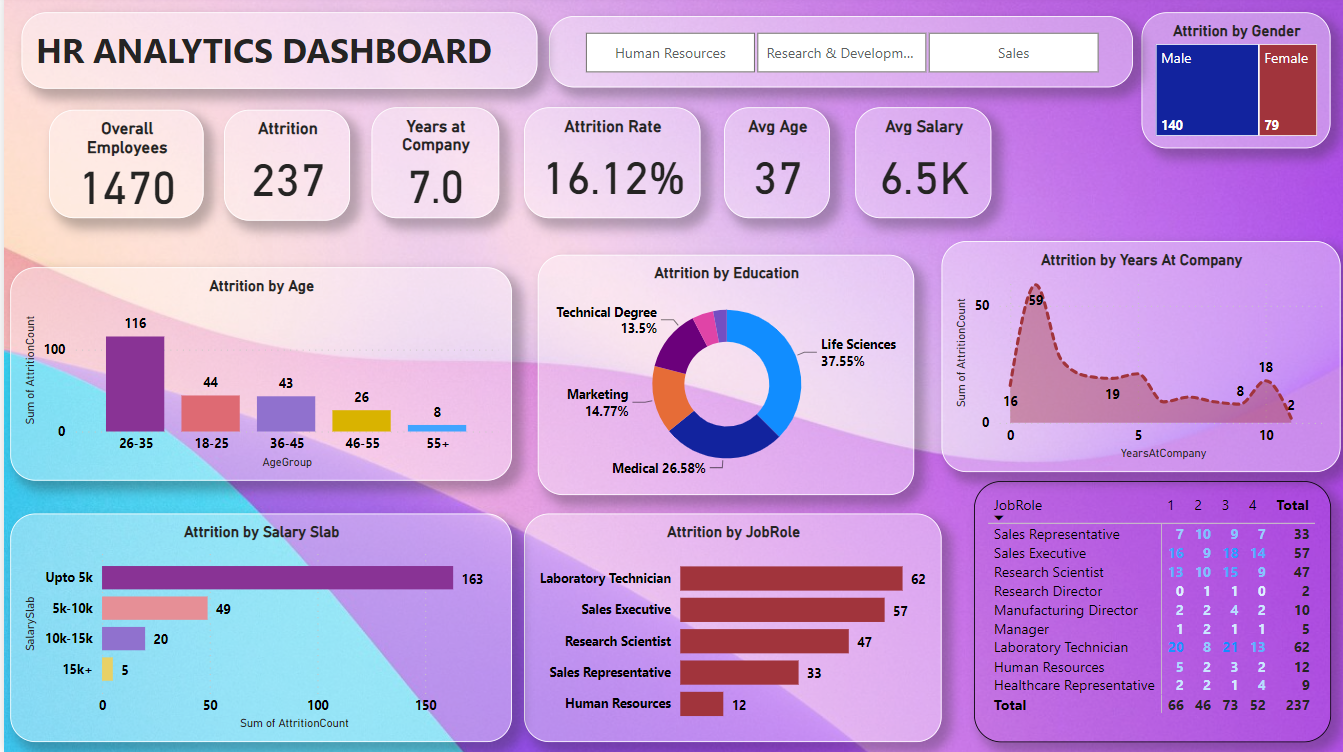 HR ANALYTICS DASHBOARD
Human Resources
Research & Developm...
Sales
Attrition by Gender
Male
Female
140
79
Overall
Employees
1470
Attrition
237
Years at
Company
7.0
Attrition Rate
16.12%
Avg Age
37
Avg Salary
6.5K
Attrition by Age
Sum of AttritionCount
100
0
116
44
43
26
8
26-35
18-25
36-45
46-55
55+
AgeGroup
Attrition by Education
Technical Degree
13.5%
Life Sciences
37.55%
Marketing
14.77%
Medical 26.58%
Attrition by Years At Company
Sum of AttritionCount
50
0
16
59
19
8
18
2
0
5
10
YearsAtCompany
Attrition by Salary Slab
SalarySlab
Upto 5k
163
5k-10k
49
10k-15k
20
15k+
5
0
50
100
150
Sum of AttritionCount
Attrition by JobRole
Laboratory Technician
62
Sales Executive
57
Research Scientist
47
Sales Representative
33
Human Resources
12
JobRole 1 2 3 4 Total
Sales Representative 7 10 9 7 33
Sales Executive 16 9 18 14 57
Research Scientist 13 10 15 9 47
Research Director 0 1 1 0 2
Manufacturing Director 2 2 4 2 10
Manager 1 2 1 1 5
Laboratory Technician 20 8 21 13 62
Human Resources 5 2 3 2 12
Healthcare Representative 2 2 1 4 9
Total 66 46 73 52 237